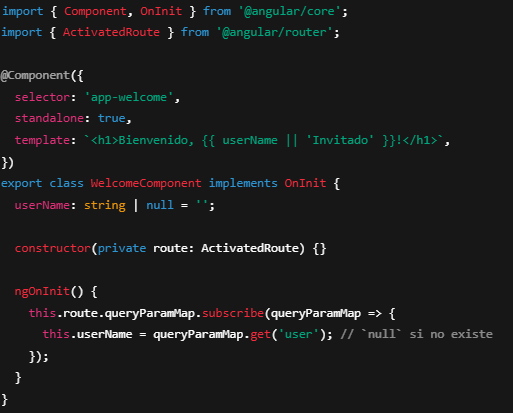 import { Component, OnInit } from '@angular/core';
import { ActivatedRoute } from '@angular/router';

@Component({
  selector: 'app-welcome',
  standalone: true,
  template: `<h1>Bienvenido, {{ userName || 'Invitado' }}!</h1>`,
})
export class WelcomeComponent implements OnInit {
  userName: string | null = '';

  constructor(private route: ActivatedRoute) {}

  ngOnInit() {
    this.route.queryParamMap.subscribe(queryParamMap => {
      this.userName = queryParamMap.get('user'); // `null` si no existe
    });
  }
}